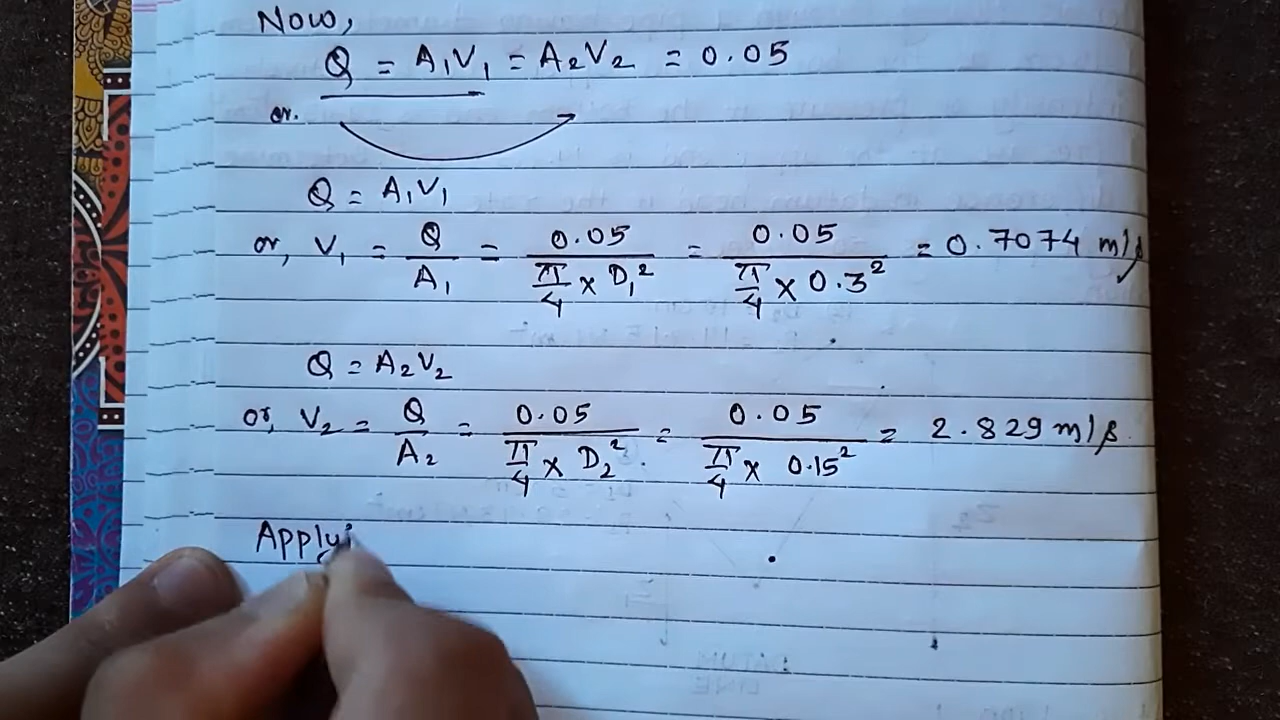 Now,
Q = A₁V₁ = A₂V₂ = 0.05
or.
Q = A₁V₁
or, V₁ = Q/A₁ = 0.05/(π/4 × D₁²) = 0.05/(π/4 × 0.3²) = 0.7074 m/s
Q = A₂V₂
or, V₂ = Q/A₂ = 0.05/(π/4 × D₂²) = 0.05/(π/4 × 0.15²) = 2.829 m/s.
Applyi